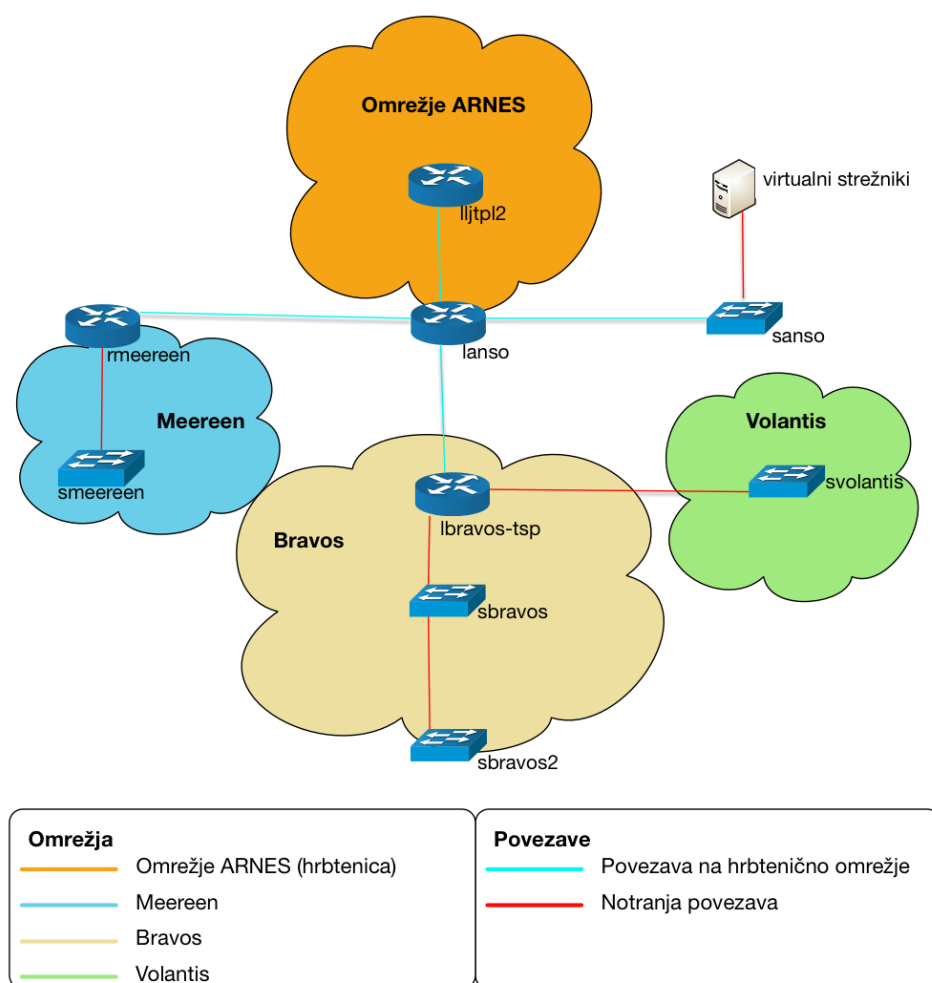 Omrežje ARNES
lljtpl2
virtualni strežniki
sanso
lanso
rmeereen
Meereen
smeereen
Volantis
svolantis
Bravos
lbravos-tsp
sbravos
sbravos2
Omrežja
Omrežje ARNES (hrbtenica)
Meereen
Bravos
Volantis
Povezave
Povezava na hrbtenično omrežje
Notranja povezava